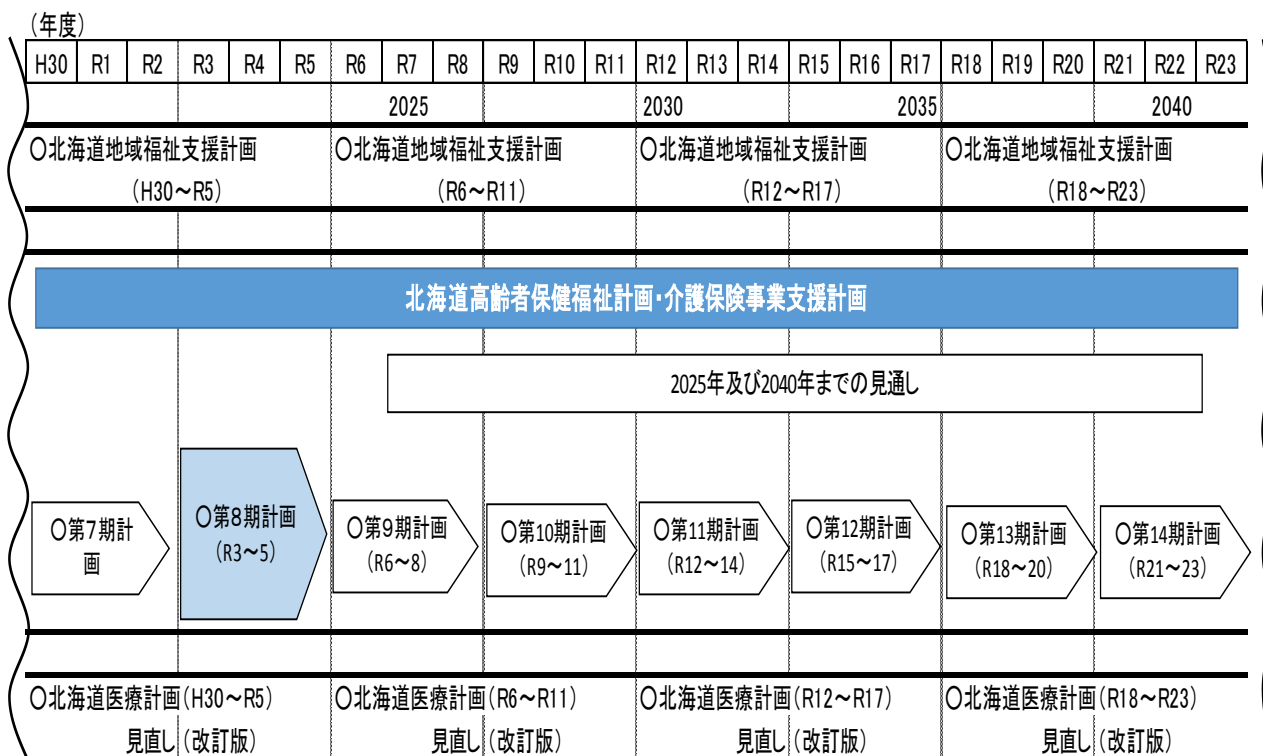 (年度)
H30 R1 R2 R3 R4 R5 R6 R7 R8 R9 R10 R11 R12 R13 R14 R15 R16 R17 R18 R19 R20 R21 R22 R23
2025 2030 2035 2040
○北海道地域福祉支援計画 ○北海道地域福祉支援計画 ○北海道地域福祉支援計画 ○北海道地域福祉支援計画
(H30~R5) (R6~R11) (R12~R17) (R18~R23)
北海道高齢者保健福祉計画・介護保険事業支援計画
2025年及び2040年までの見通し
○第7期計
画
○第8期計画
(R3~5)
○第9期計画
(R6~8)
○第10期計画
(R9~11)
○第11期計画
(R12~14)
○第12期計画
(R15~17)
○第13期計画
(R18~20)
○第14期計画
(R21~23)
○北海道医療計画(H30~R5) ○北海道医療計画(R6~R11) ○北海道医療計画(R12~R17) ○北海道医療計画(R18~R23)
見直し(改訂版) 見直し(改訂版) 見直し(改訂版) 見直し(改訂版)